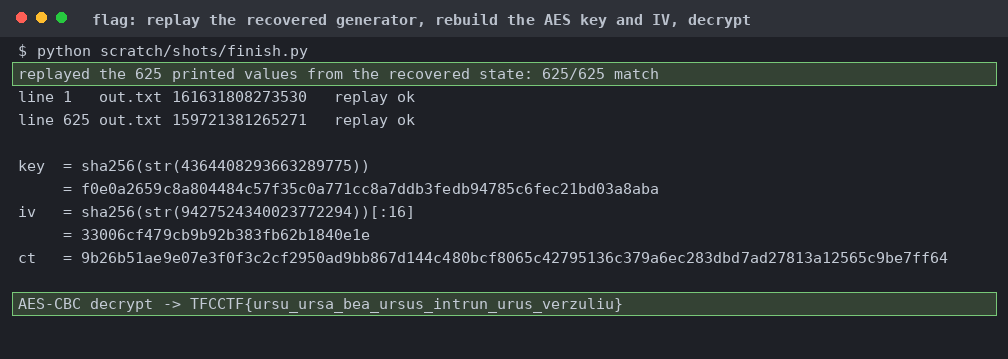 flag: replay the recovered generator, rebuild the AES key and IV, decrypt
$ python scratch/shots/finish.py
replayed the 625 printed values from the recovered state: 625/625 match
line 1   out.txt 161631808273530   replay ok
line 625 out.txt 159721381265271   replay ok
key  = sha256(str(4364408293663289775))
     = f0e0a2659c8a804484c57f35c0a771cc8a7ddb3fedb94785c6fec21bd03a8aba
iv   = sha256(str(9427524340023772294))[:16]
     = 33006cf479cb9b92b383fb62b1840e1e
ct   = 9b26b51ae9e07e3f0f3c2cf2950ad9bb867d144c480bcf8065c42795136c379a6ec283dbd7ad27813a12565c9be7ff64
AES-CBC decrypt -> TFCCTF{ursu_ursa_bea_ursus_intrun_urus_verzuliu}